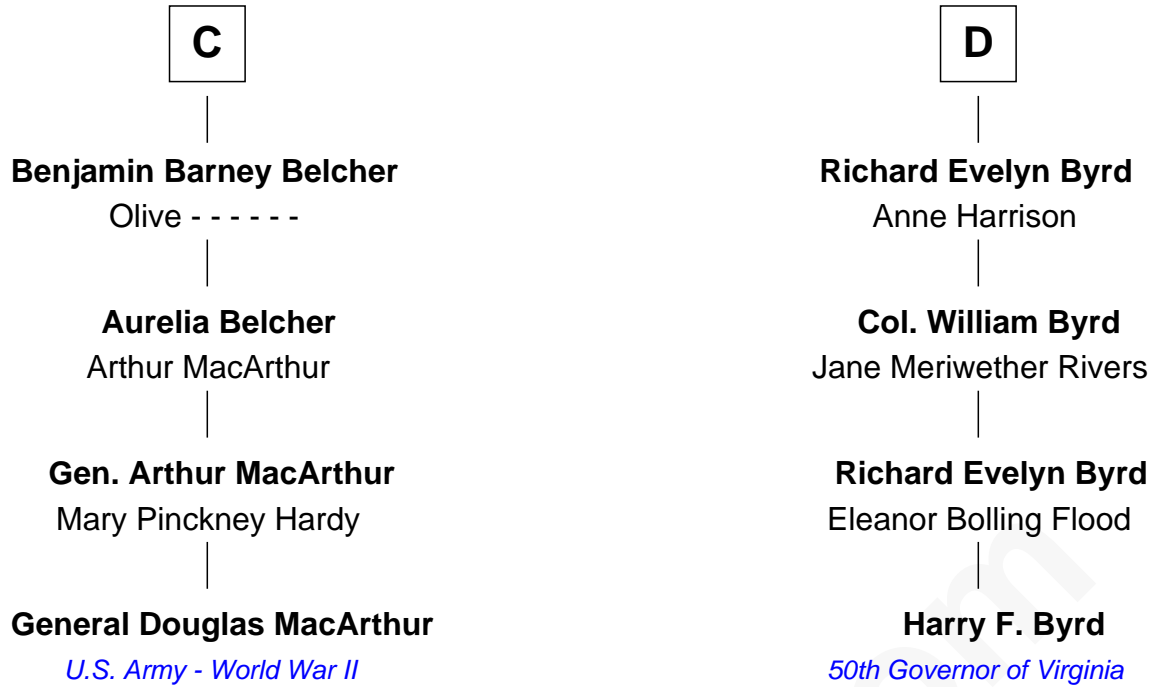 C
Benjamin Barney Belcher
Olive - - - - - -
Aurelia Belcher
Arthur MacArthur
Gen. Arthur MacArthur
Mary Pinckney Hardy
General Douglas MacArthur
U.S. Army - World War II
D
Richard Evelyn Byrd
Anne Harrison
Col. William Byrd
Jane Meriwether Rivers
Richard Evelyn Byrd
Eleanor Bolling Flood
Harry F. Byrd
50th Governor of Virginia